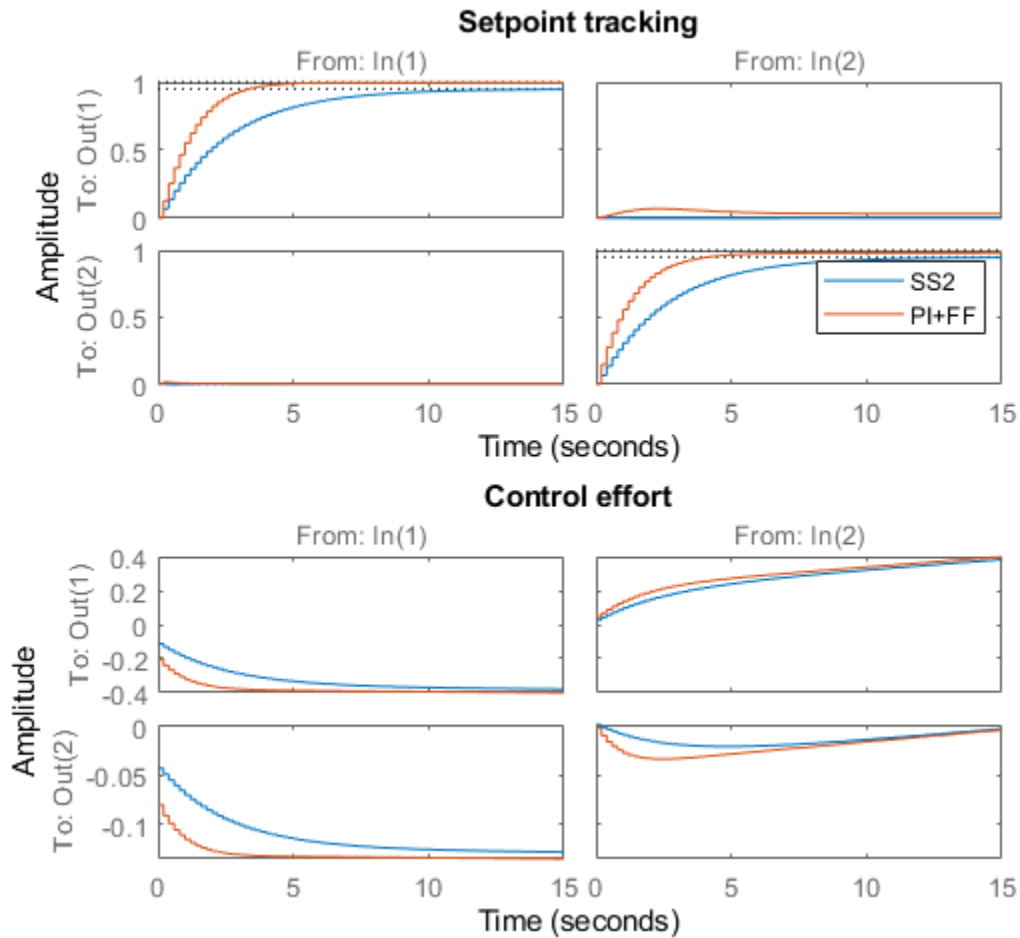 Setpoint tracking
From: In(1)
From: In(2)
Amplitude
To: Out(1)
1
0.5
0
To: Out(2)
1
0.5
0
SS2
PI+FF
0 5 10 15
0 5 10 15
Time (seconds)
Control effort
From: In(1)
From: In(2)
Amplitude
To: Out(1)
0.4
0.2
0
-0.2
-0.4
To: Out(2)
0
-0.05
-0.1
0 5 10 15
0 5 10 15
Time (seconds)